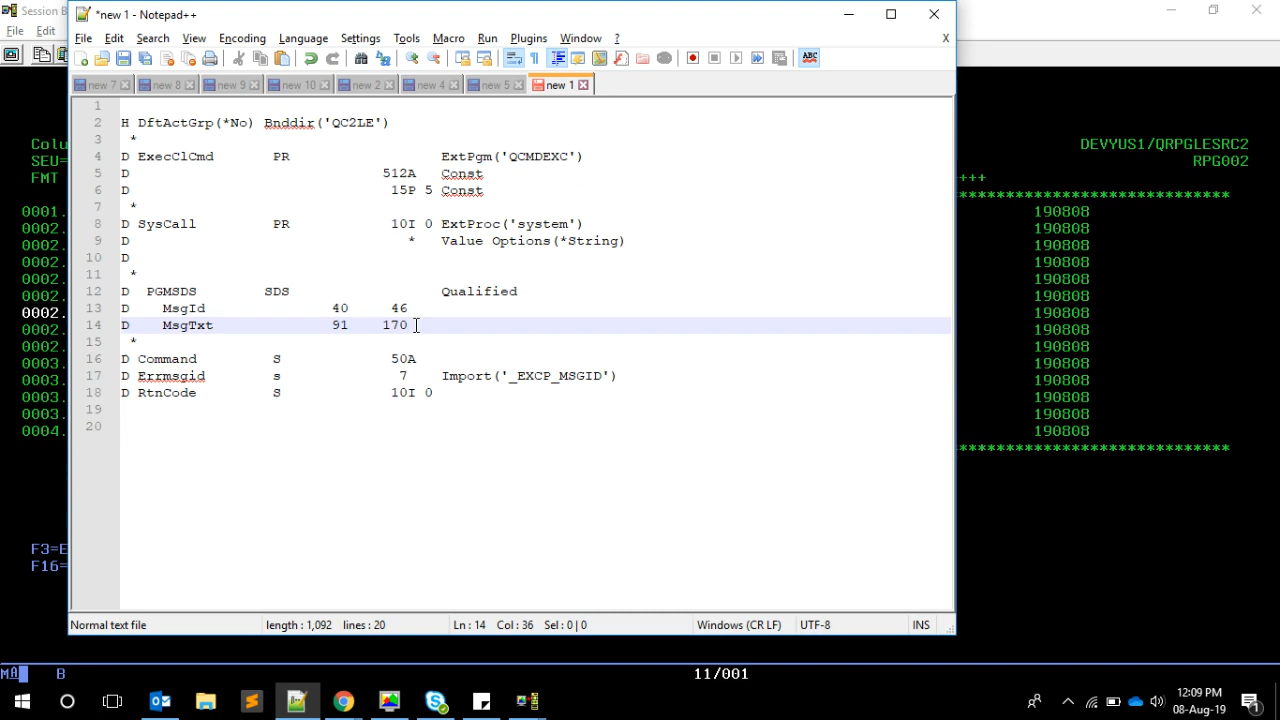 Session B
File Edit
*new 1 - Notepad++
File Edit Search View Encoding Language Settings Tools Macro Run Plugins Window ? X
new 7 new 8 new 9 new 10 new 2 new 4 new 5 new 1
1
2 H DftActGrp(*No) Bnddir('QC2LE')
3 *
4 D ExecClCmd PR ExtPgm('QCMDEXC')
5 D 512A Const
6 D 15P 5 Const
7 *
8 D SysCall PR 10I 0 ExtProc('system')
9 D * Value Options(*String)
10 D
11 *
12 D PGMSDS SDS Qualified
13 D MsgId 40 46
14 D MsgTxt 91 170
15 *
16 D Command S 50A
17 D Errmsgid s 7 Import('_EXCP_MSGID')
18 D RtnCode S 10I 0
19
20
Normal text file length : 1,092 lines : 20 Ln : 14 Col : 36 Sel : 0 | 0 Windows (CR LF) UTF-8 INS
Colu DEVYUS1/QRPGLESRC2
SEU= RPG002
FMT +++
*****************************
0001. 190808
0002. 190808
0002. 190808
0002. 190808
0002. 190808
0002. 190808
0002. 190808
0002. 190808
0002. 190808
0003. 190808
0003. 190808
0003. 190808
0003. 190808
0004. 190808
*****************************
F3=E
F16=
MA B 11/001
12:09 PM
08-Aug-19
1